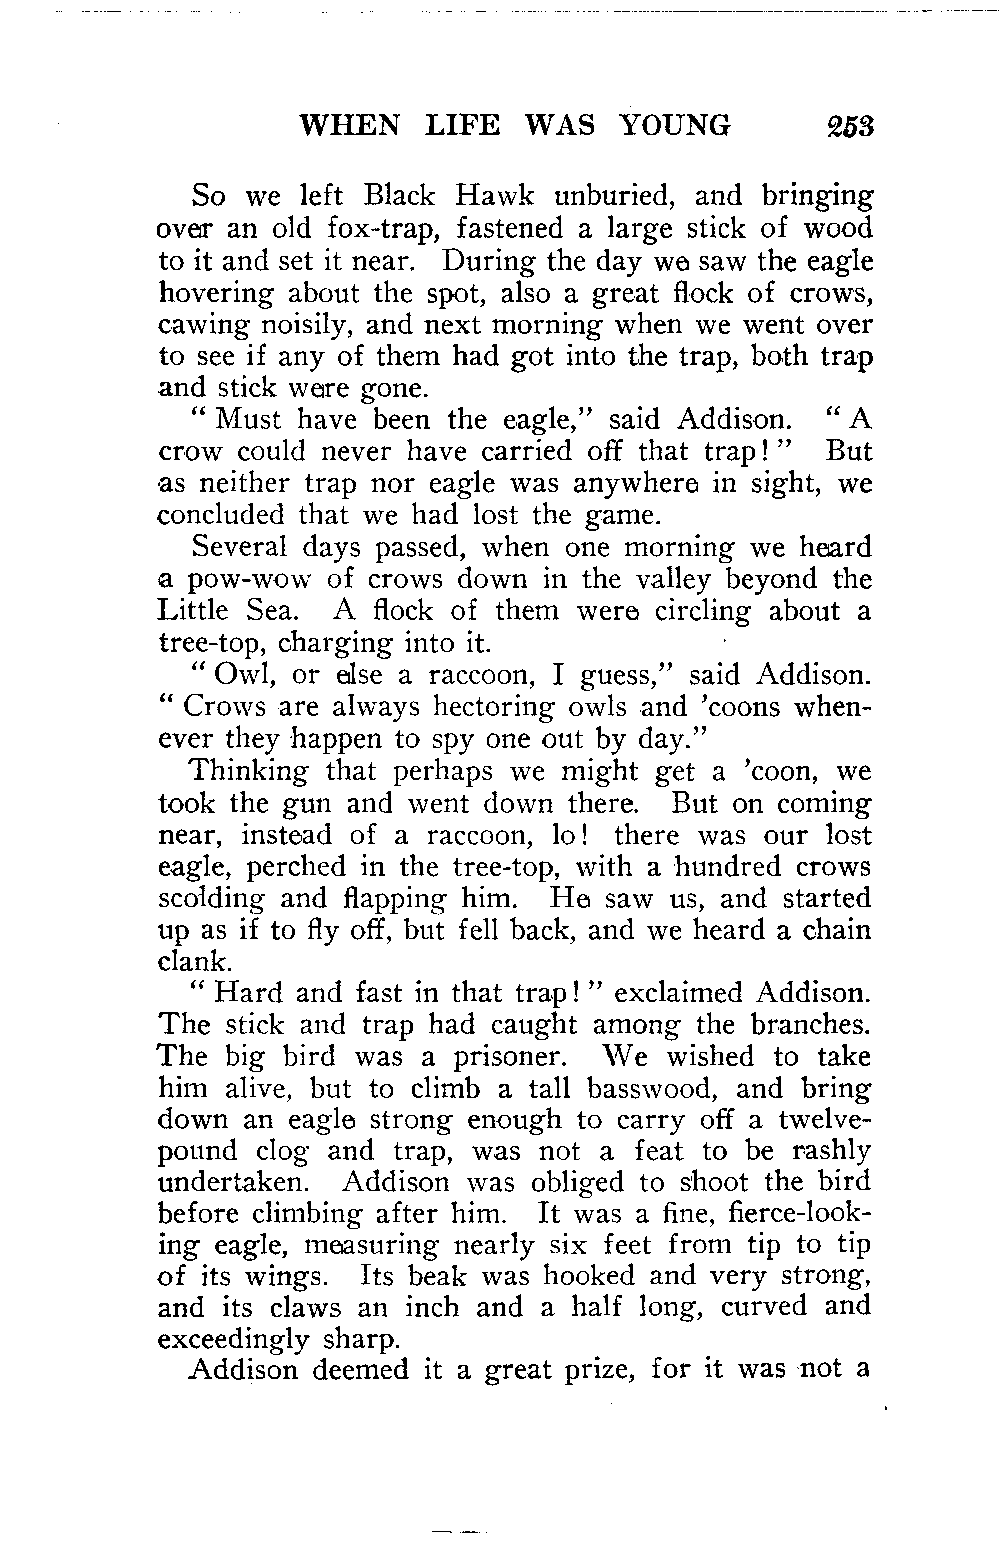 WHEN LIFE WAS YOUNG 253
So we left Black Hawk unburied, and bringing
over an old fox-trap, fastened a large stick of wood
to it and set it near. During the day we saw the eagle
hovering about the spot, also a great flock of crows,
cawing noisily, and next morning when we went over
to see if any of them had got into the trap, both trap
and stick were gone.
“ Must have been the eagle,” said Addison. “ A
crow could never have carried off that trap! ” But
as neither trap nor eagle was anywhere in sight, we
concluded that we had lost the game.
Several days passed, when one morning we heard
a pow-wow of crows down in the valley beyond the
Little Sea. A flock of them were circling about a
tree-top, charging into it.
“ Owl, or else a raccoon, I guess,” said Addison.
“ Crows are always hectoring owls and ’coons when-
ever they happen to spy one out by day.”
Thinking that perhaps we might get a ’coon, we
took the gun and went down there. But on coming
near, instead of a raccoon, lo! there was our lost
eagle, perched in the tree-top, with a hundred crows
scolding and flapping him. He saw us, and started
up as if to fly off, but fell back, and we heard a chain
clank.
“ Hard and fast in that trap! ” exclaimed Addison.
The stick and trap had caught among the branches.
The big bird was a prisoner. We wished to take
him alive, but to climb a tall basswood, and bring
down an eagle strong enough to carry off a twelve-
pound clog and trap, was not a feat to be rashly
undertaken. Addison was obliged to shoot the bird
before climbing after him. It was a fine, fierce-look-
ing eagle, measuring nearly six feet from tip to tip
of its wings. Its beak was hooked and very strong,
and its claws an inch and a half long, curved and
exceedingly sharp.
Addison deemed it a great prize, for it was not a